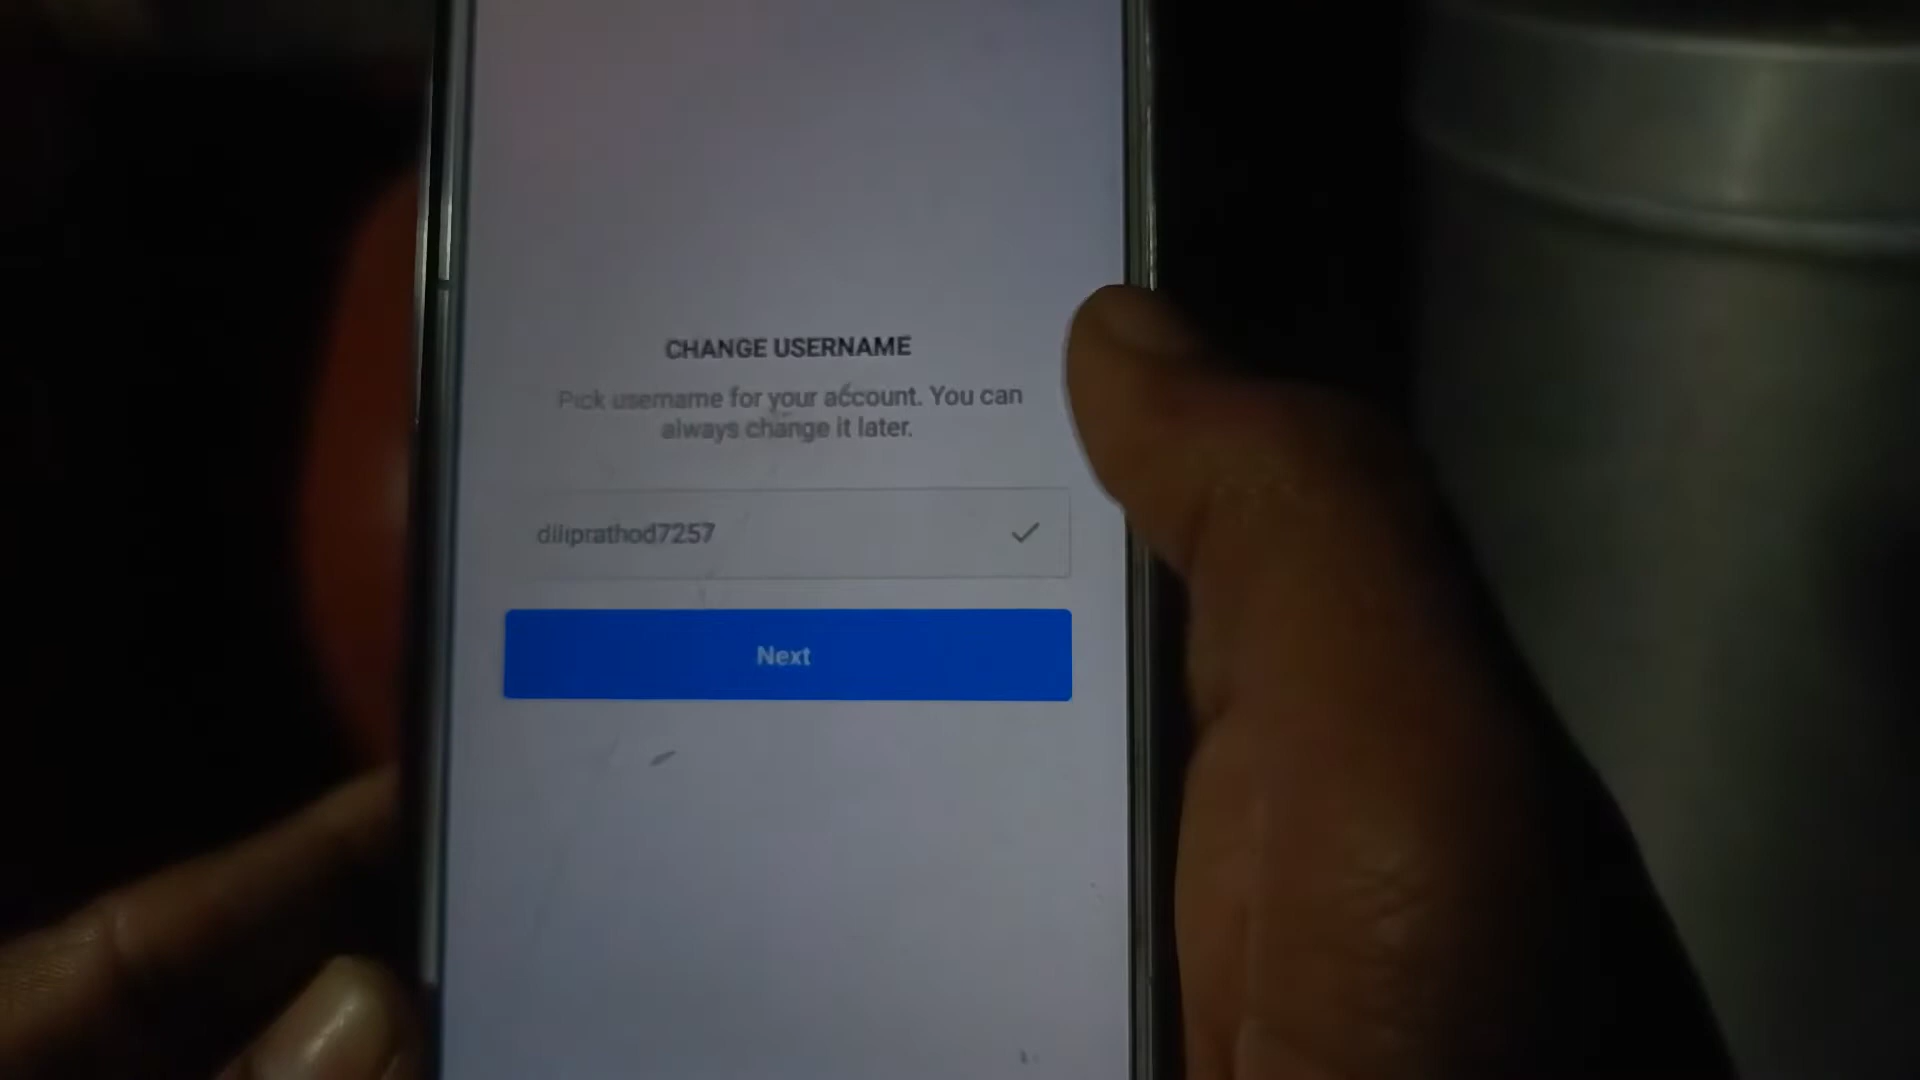 CHANGE USERNAME
Pick username for your account. You can
always change it later.
diliprathod7257
Next